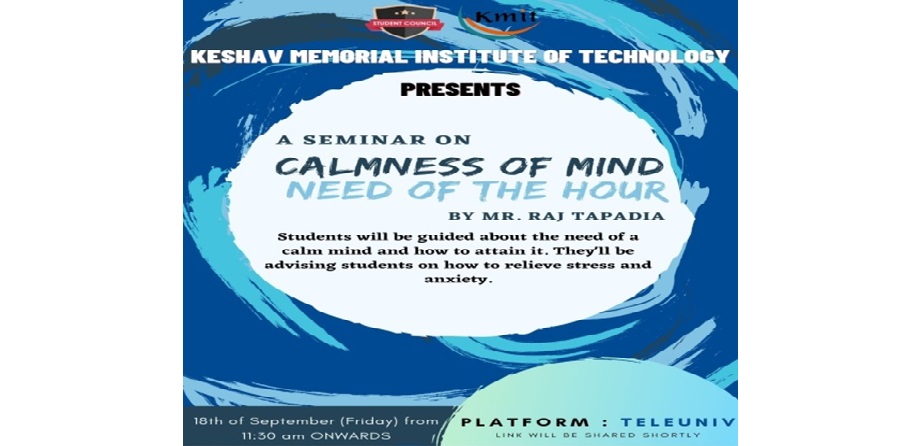 STUDENT COUNCIL
Kmit
KESHAV MEMORIAL INSTITUTE OF TECHNOLOGY
PRESENTS
A SEMINAR ON
CALMNESS OF MIND
NEED OF THE HOUR
BY MR. RAJ TAPADIA
Students will be guided about the need of a
calm mind and how to attain it. They'll be
advising students on how to relieve stress and
anxiety.
18th of September (Friday) from
11:30 am ONWARDS
PLATFORM : TELEUNIV
LINK WILL BE SHARED SHORTLY